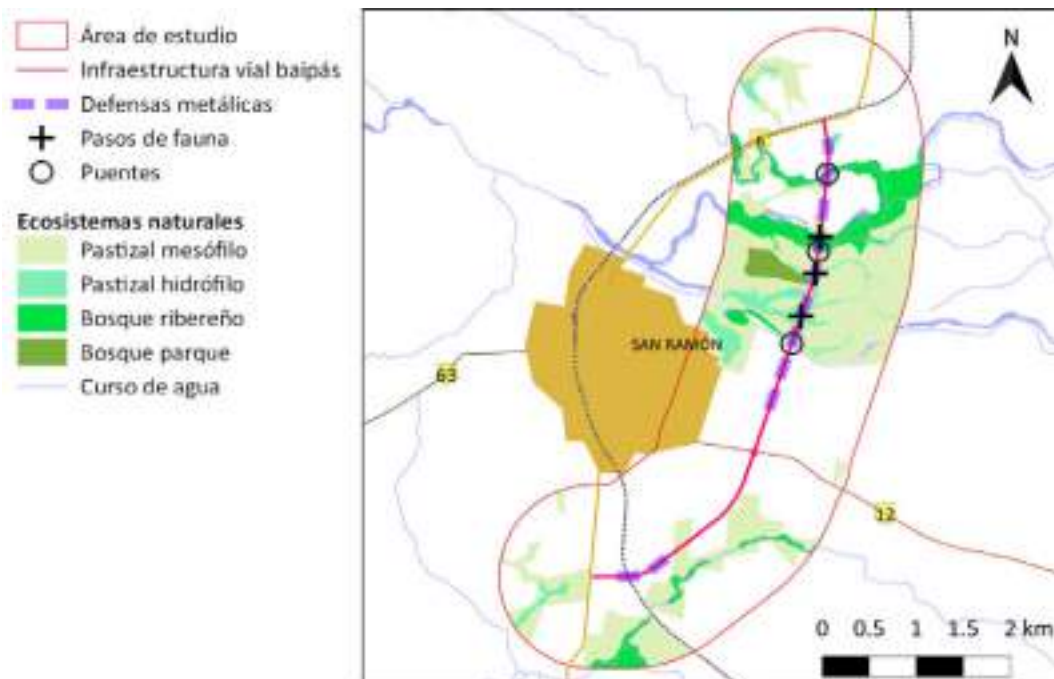 Área de estudio
Infraestructura vial baipás
Defensas metálicas
Pasos de fauna
Puentes
Ecosistemas naturales
Pastizal mesófilo
Pastizal hidrófilo
Bosque ribereño
Bosque parque
Curso de agua
N
6
SAN RAMÓN
63
12
0 0.5 1 1.5 2 km